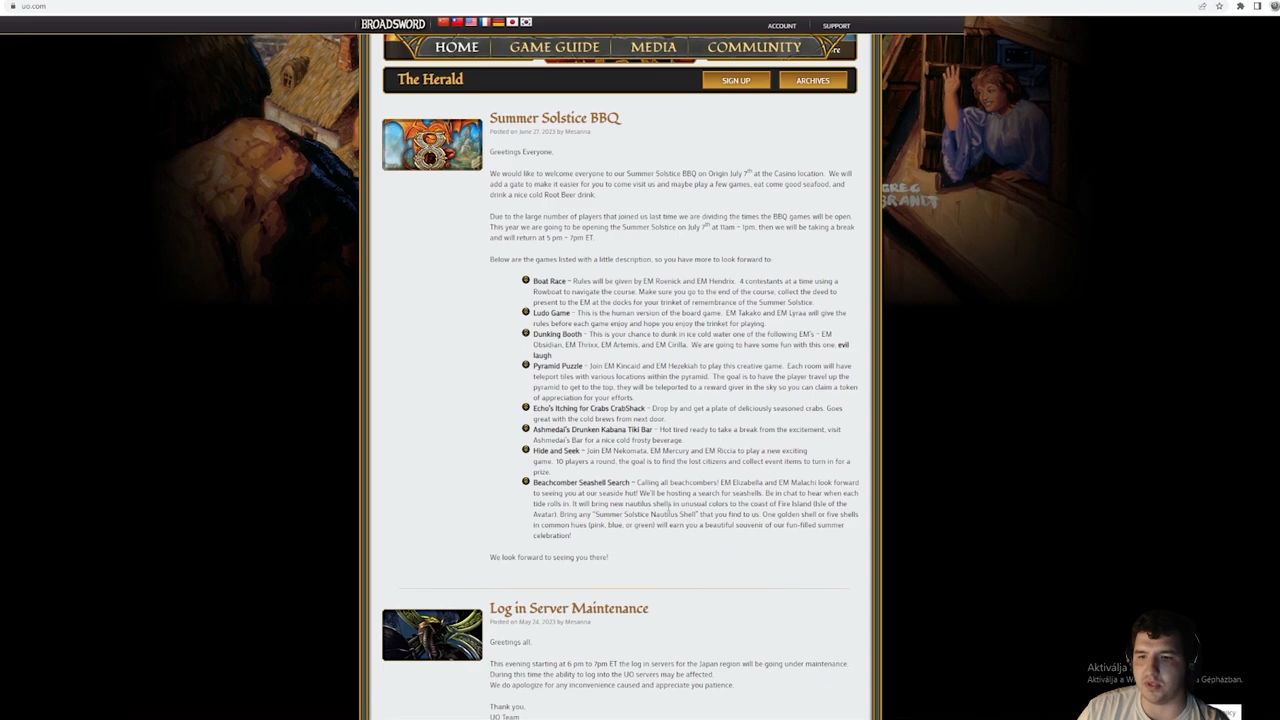 uo.com
BROADSWORD
ACCOUNT
SUPPORT
HOME
GAME GUIDE
MEDIA
COMMUNITY
The Herald
SIGN UP
ARCHIVES
GREG
BRANDT
Summer Solstice BBQ
Posted on June 27, 2023 by Mesanna
Greetings Everyone,
We would like to welcome everyone to our Summer Solstice BBQ on Origin July 7th at the Casino location. We will
add a gate to make it easier for you to come visit us and maybe play a few games, eat come good seafood, and
drink a nice cold Root Beer drink.
Due to the large number of players that joined us last time we are dividing the times the BBQ games will be open.
This year we are going to be opening the Summer Solstice on July 7th at 11am – 1pm, then we will be taking a break
and will return at 5 pm – 7pm ET.
Below are the games listed with a little description, so you have more to look forward to:
Boat Race – Rules will be given by EM Roenick and EM Hendrix. 4 contestants at a time using a
Rowboat to navigate the course. Make sure you go to the end of the course, collect the deed to
present to the EM at the docks for your trinket of remembrance of the Summer Solstice.
Ludo Game – This is the human version of the board game. EM Takako and EM Lyraa will give the
rules before each game enjoy and hope you enjoy the trinket for playing.
Dunking Booth – This is your chance to dunk in ice cold water one of the following EM's – EM
Obsidian, EM Thrixx, EM Artemis, and EM Cirilla. We are going to have some fun with this one, evil
laugh
Pyramid Puzzle – Join EM Kincaid and EM Hezekiah to play this creative game. Each room will have
teleport tiles with various locations within the pyramid. The goal is to have the player travel up the
pyramid to get to the top, they will be teleported to a reward giver in the sky so you can claim a token
of appreciation for your efforts.
Echo's Itching for Crabs CrabShack – Drop by and get a plate of deliciously seasoned crabs. Goes
great with the cold brews from next door.
Ashmedai's Drunken Kabana Tiki Bar – Hot tired ready to take a break from the excitement, visit
Ashmedai's Bar for a nice cold frosty beverage.
Hide and Seek – Join EM Nekomata, EM Mercury and EM Riccia to play a new exciting
game. 10 players a round, the goal is to find the lost citizens and collect event items to turn in for a
prize.
Beachcomber Seashell Search – Calling all beachcombers! EM Elizabella and EM Malachi look forward
to seeing you at our seaside hut! We'll be hosting a search for seashells. Be in chat to hear when each
tide rolls in. It will bring new nautilus shells in unusual colors to the coast of Fire Island (Isle of the
Avatar). Bring any "Summer Solstice Nautilus Shell" that you find to us. One golden shell or five shells
in common hues (pink, blue, or green) will earn you a beautiful souvenir of our fun-filled summer
celebration!
We look forward to seeing you there!
Log in Server Maintenance
Posted on May 24, 2023 by Mesanna
Greetings all,
This evening starting at 6 pm to 7pm ET the log in servers for the Japan region will be going under maintenance.
During this time the ability to log into the UO servers may be affected.
We do apologize for any inconvenience caused and appreciate you patience.
Thank you,
UO Team
Aktiválja
Aktiválja a W
a Gépházban.